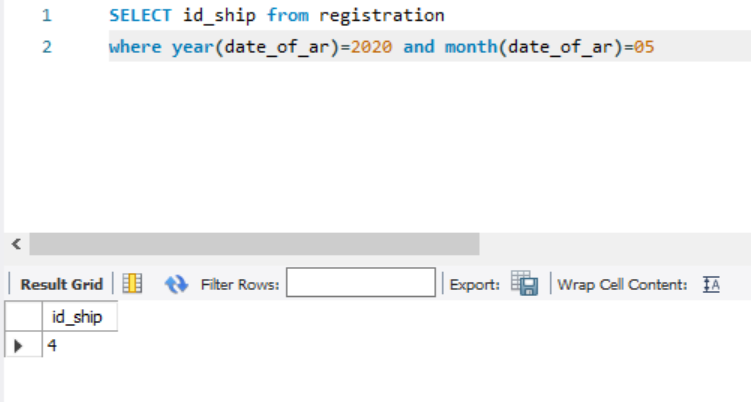 1 SELECT id_ship from registration
2 where year(date_of_ar)=2020 and month(date_of_ar)=05
Result Grid Filter Rows: Export: Wrap Cell Content: IA
id_ship
4